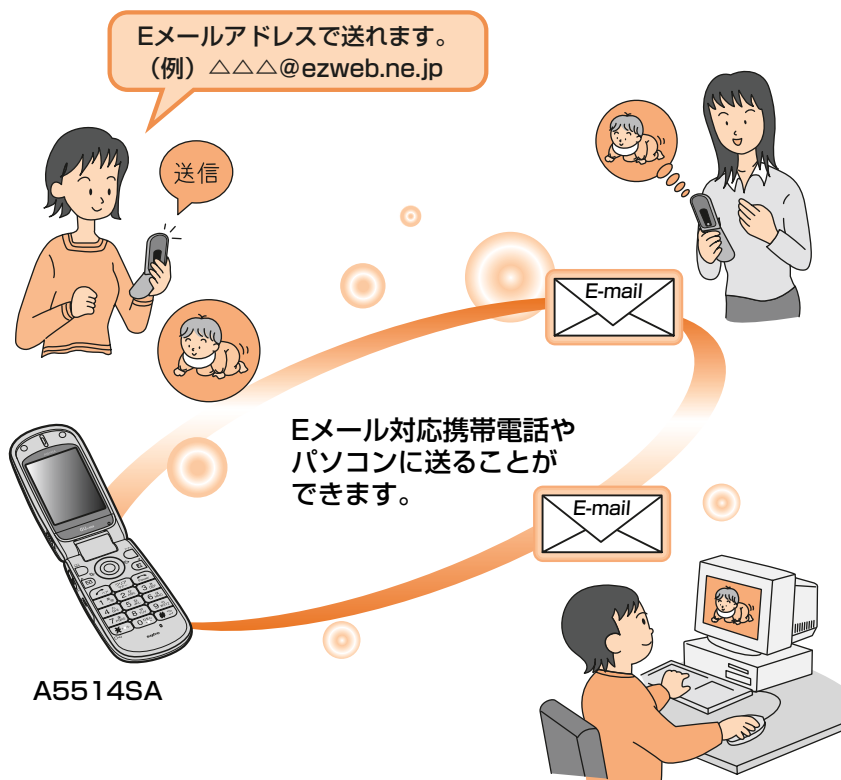 Eメールアドレスで送れます。
（例）△△△@ezweb.ne.jp
送信
E-mail
Eメール対応携帯電話や
パソコンに送ることが
できます。
E-mail
A5514SA